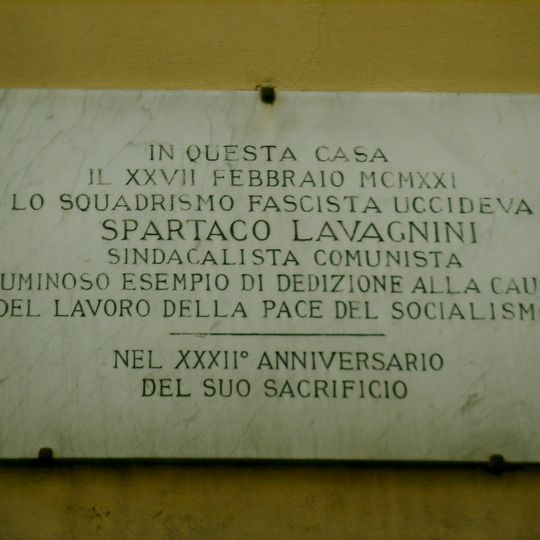 IN QUESTA CASA
IL XXVII FEBBRAIO MCMXXI
LO SQUADRISMO FASCISTA UCCIDEVA
SPARTACO LAVAGNINI
SINDACALISTA COMUNISTA
UMINOSO ESEMPIO DI DEDIZIONE ALLA CAU
DEL LAVORO DELLA PACE DEL SOCIALISM
NEL XXXII° ANNIVERSARIO
DEL SUO SACRIFICIO